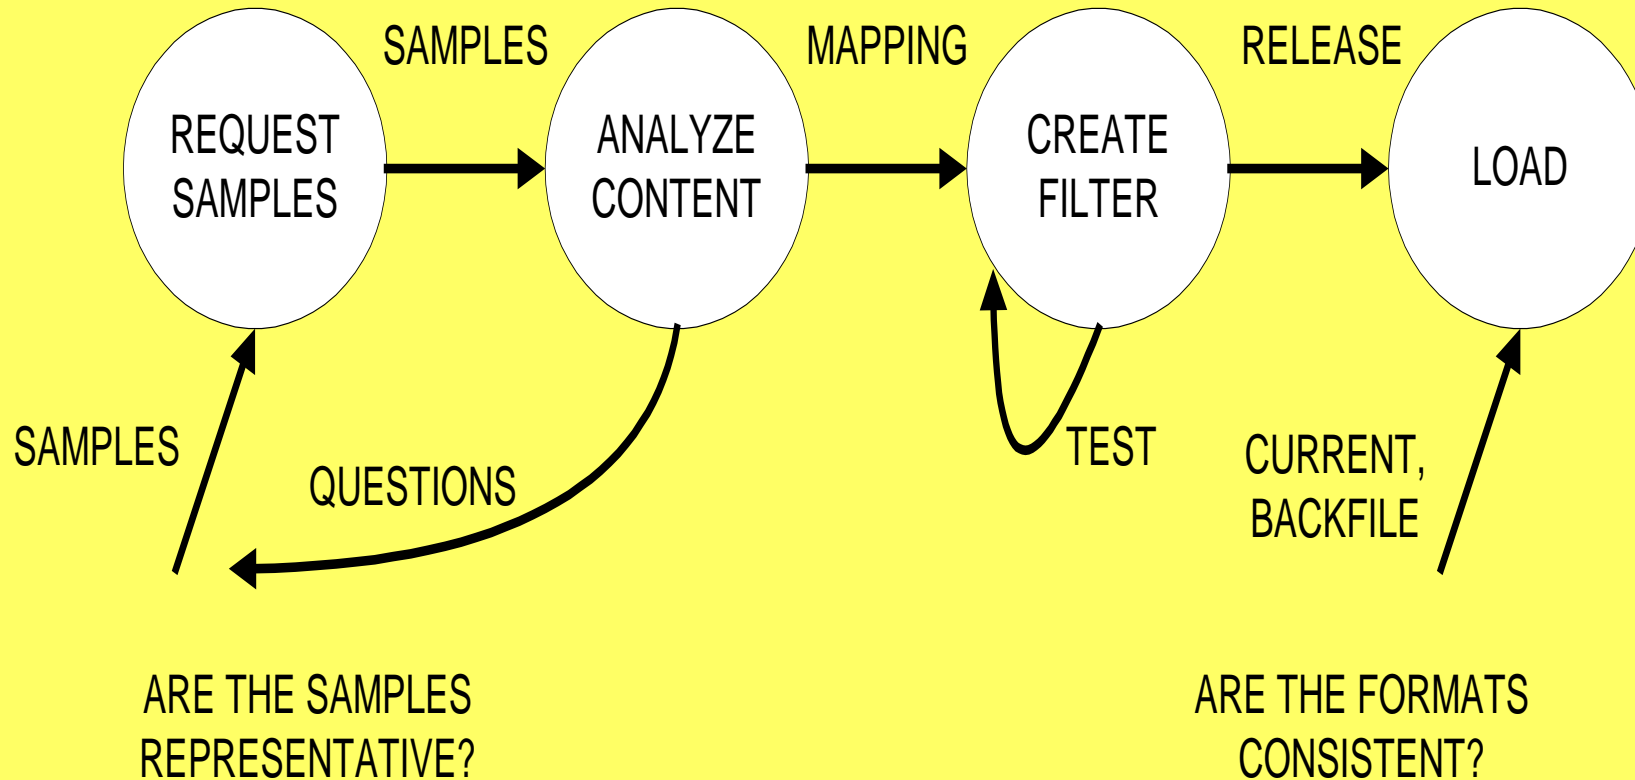 SAMPLES
MAPPING
RELEASE
REQUEST
SAMPLES
ANALYZE
CONTENT
CREATE
FILTER
LOAD
SAMPLES
QUESTIONS
TEST
CURRENT,
BACKFILE
ARE THE SAMPLES
REPRESENTATIVE?
ARE THE FORMATS
CONSISTENT?